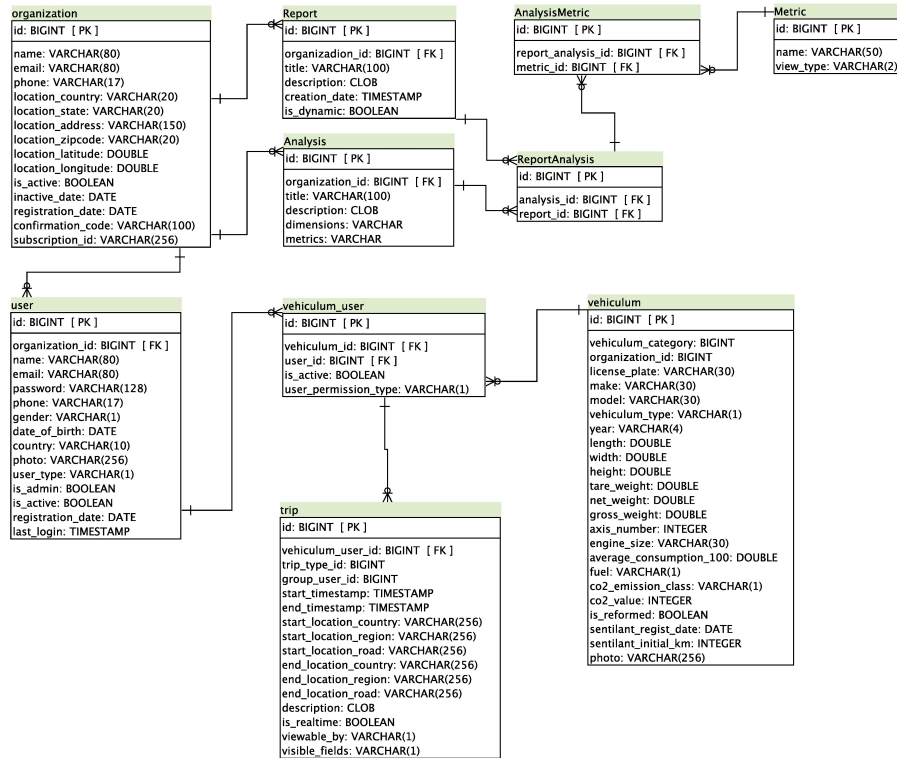 organization
id: BIGINT [ PK ]
name: VARCHAR(80)
email: VARCHAR(80)
phone: VARCHAR(17)
location_country: VARCHAR(20)
location_state: VARCHAR(20)
location_address: VARCHAR(150)
location_zipcode: VARCHAR(20)
location_latitude: DOUBLE
location_longitude: DOUBLE
is_active: BOOLEAN
inactive_date: DATE
registration_date: DATE
confirmation_code: VARCHAR(100)
subscription_id: VARCHAR(256)
Report
id: BIGINT [ PK ]
organizadion_id: BIGINT [ FK ]
title: VARCHAR(100)
description: CLOB
creation_date: TIMESTAMP
is_dynamic: BOOLEAN
Analysis
id: BIGINT [ PK ]
organization_id: BIGINT [ FK ]
title: VARCHAR(100)
description: CLOB
dimensions: VARCHAR
metrics: VARCHAR
AnalysisMetric
id: BIGINT [ PK ]
report_analysis_id: BIGINT [ FK ]
metric_id: BIGINT [ FK ]
Metric
id: BIGINT [ PK ]
name: VARCHAR(50)
view_type: VARCHAR(2)
ReportAnalysis
id: BIGINT [ PK ]
analysis_id: BIGINT [ FK ]
report_id: BIGINT [ FK ]
user
id: BIGINT [ PK ]
organization_id: BIGINT [ FK ]
name: VARCHAR(80)
email: VARCHAR(80)
password: VARCHAR(128)
phone: VARCHAR(17)
gender: VARCHAR(1)
date_of_birth: DATE
country: VARCHAR(10)
photo: VARCHAR(256)
user_type: VARCHAR(1)
is_admin: BOOLEAN
is_active: BOOLEAN
registration_date: DATE
last_login: TIMESTAMP
vehiculum_user
id: BIGINT [ PK ]
vehiculum_id: BIGINT [ FK ]
user_id: BIGINT [ FK ]
is_active: BOOLEAN
user_permission_type: VARCHAR(1)
trip
id: BIGINT [ PK ]
vehiculum_user_id: BIGINT [ FK ]
trip_type_id: BIGINT
group_user_id: BIGINT
start_timestamp: TIMESTAMP
end_timestamp: TIMESTAMP
start_location_country: VARCHAR(256)
start_location_region: VARCHAR(256)
start_location_road: VARCHAR(256)
end_location_country: VARCHAR(256)
end_location_region: VARCHAR(256)
end_location_road: VARCHAR(256)
description: CLOB
is_realtime: BOOLEAN
viewable_by: VARCHAR(1)
visible_fields: VARCHAR(1)
vehiculum
id: BIGINT [ PK ]
vehiculum_category: BIGINT
organization_id: BIGINT
license_plate: VARCHAR(30)
make: VARCHAR(30)
model: VARCHAR(30)
vehiculum_type: VARCHAR(1)
year: VARCHAR(4)
length: DOUBLE
width: DOUBLE
height: DOUBLE
tare_weight: DOUBLE
net_weight: DOUBLE
gross_weight: DOUBLE
axis_number: INTEGER
engine_size: VARCHAR(30)
average_consumption_100: DOUBLE
fuel: VARCHAR(1)
co2_emission_class: VARCHAR(1)
co2_value: INTEGER
is_reformed: BOOLEAN
sentilant_regist_date: DATE
sentilant_initial_km: INTEGER
photo: VARCHAR(256)